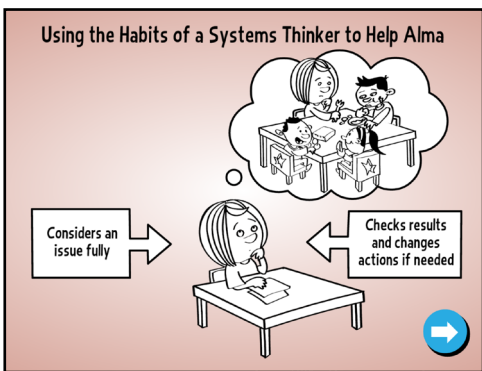 Using the Habits of a Systems Thinker to Help Alma
Considers an
issue fully
Checks results
and changes
actions if needed